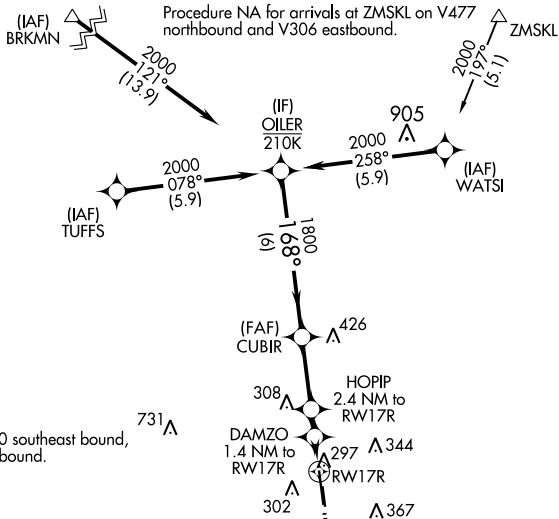 Procedure NA for arrivals at ZMSKL on V477
northbound and V306 eastbound.
(IAF)
BRKMN
2000
121°
(13.9)
ZMSKL
2000
197°
(5.1)
(IF)
OILER
210K
905
2000
258°
(5.9)
(IAF)
WATSI
2000
078°
(5.9)
(IAF)
TUFFS
1800
168°
(6)
(FAF)
CUBIR
426
308
HOPIP
2.4 NM to
RW17R
731
0 southeast bound,
bound.
DAMZO
1.4 NM to
RW17R
344
297
RW17R
302
367